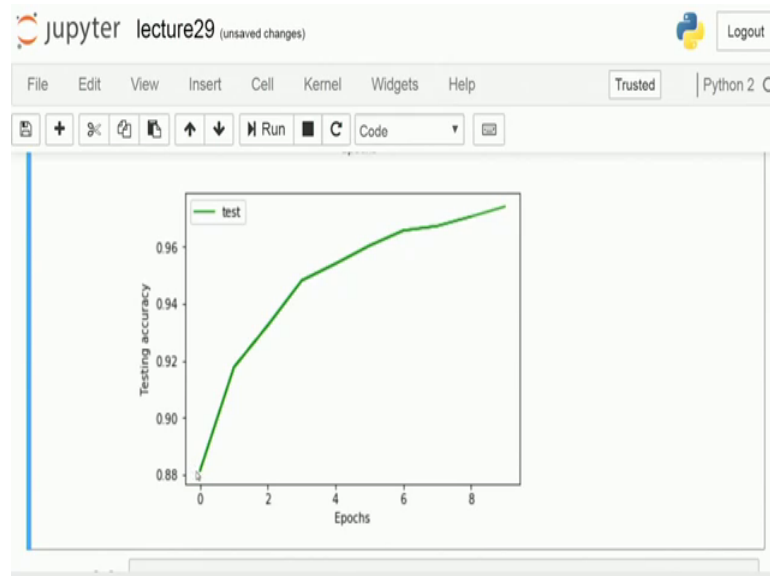 jupyter lecture29 (unsaved changes) Logout
File Edit View Insert Cell Kernel Widgets Help Trusted Python 2
Run Code
test
0.96
0.94
0.92
0.90
0.88
Testing accuracy
0 2 4 6 8
Epochs